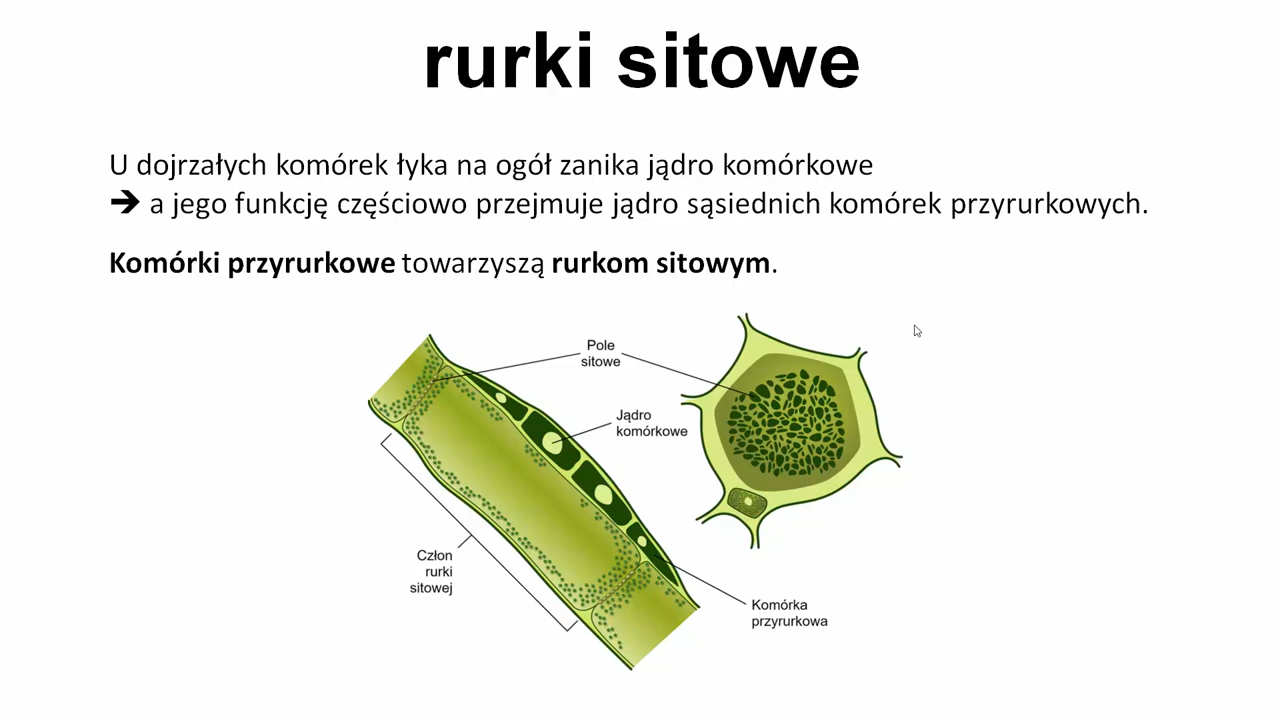 rurki sitowe
U dojrzałych komórek łyka na ogół zanika jądro komórkowe
➔ a jego funkcję częściowo przejmuje jądro sąsiednich komórek przyrurkowych.
Komórki przyrurkowe towarzyszą rurkom sitowym.
Pole
sitowe
Jądro
komórkowe
Człon
rurki
sitowej
Komórka
przyrurkowa